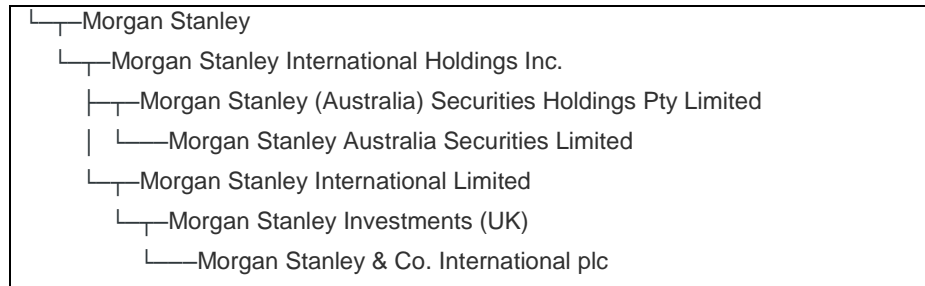 Morgan Stanley
Morgan Stanley International Holdings Inc.
Morgan Stanley (Australia) Securities Holdings Pty Limited
Morgan Stanley Australia Securities Limited
Morgan Stanley International Limited
Morgan Stanley Investments (UK)
Morgan Stanley & Co. International plc